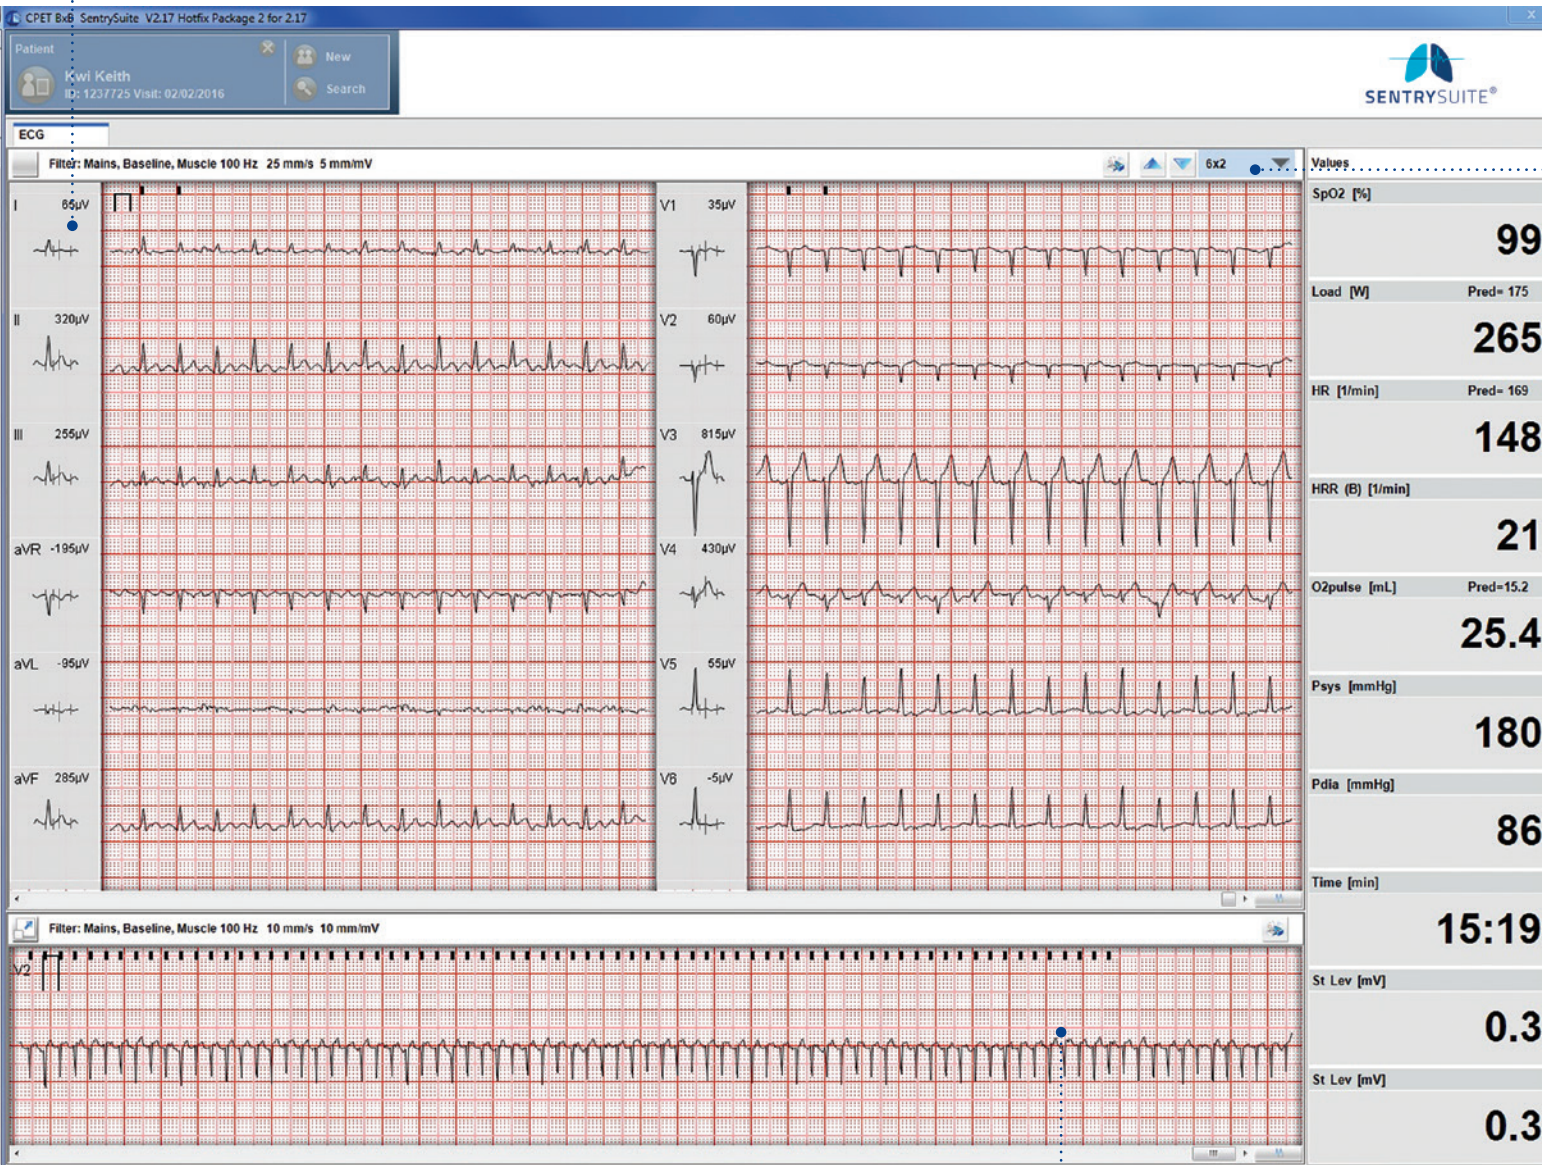 CPET BxB SentrySuite V2.17 Hotfix Package 2 for 2.17
x
Patient
Kwi Keith
ID: 1237725 Visit: 02/02/2016
New
Search
SENTRYSUITE®
ECG
Filter: Mains, Baseline, Muscle 100 Hz 25 mm/s 5 mm/mV
6x2
I 65µV
II 320µV
III 255µV
aVR -195µV
aVL -95µV
aVF 285µV
V1 35µV
V2 60µV
V3 815µV
V4 430µV
V5 55µV
V6 -5µV
Filter: Mains, Baseline, Muscle 100 Hz 10 mm/s 10 mm/mV
V2
Values
SpO2 [%]
99
Load [W] Pred= 175
265
HR [1/min] Pred= 169
148
HRR (B) [1/min]
21
O2pulse [mL] Pred=15.2
25.4
Psys [mmHg]
180
Pdia [mmHg]
86
Time [min]
15:19
St Lev [mV]
0.3
St Lev [mV]
0.3